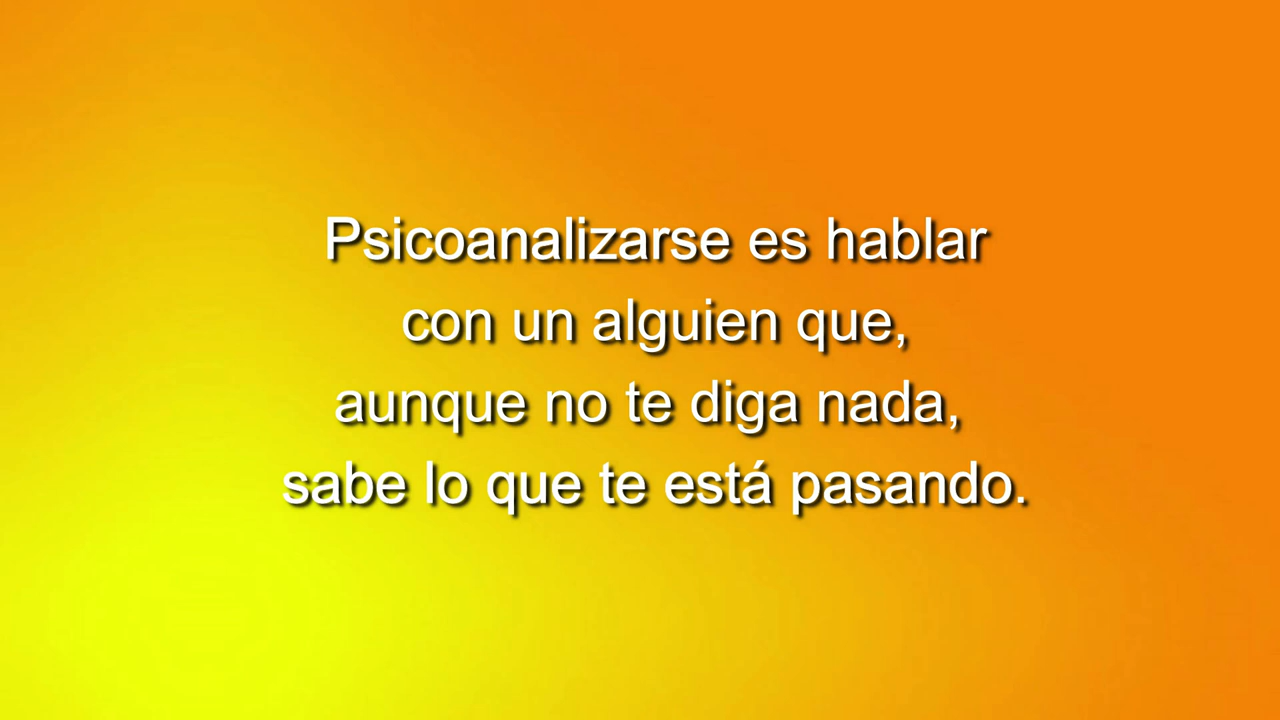 Psicoanalizarse es hablar
con un alguien que,
aunque no te diga nada,
sabe lo que te está pasando.